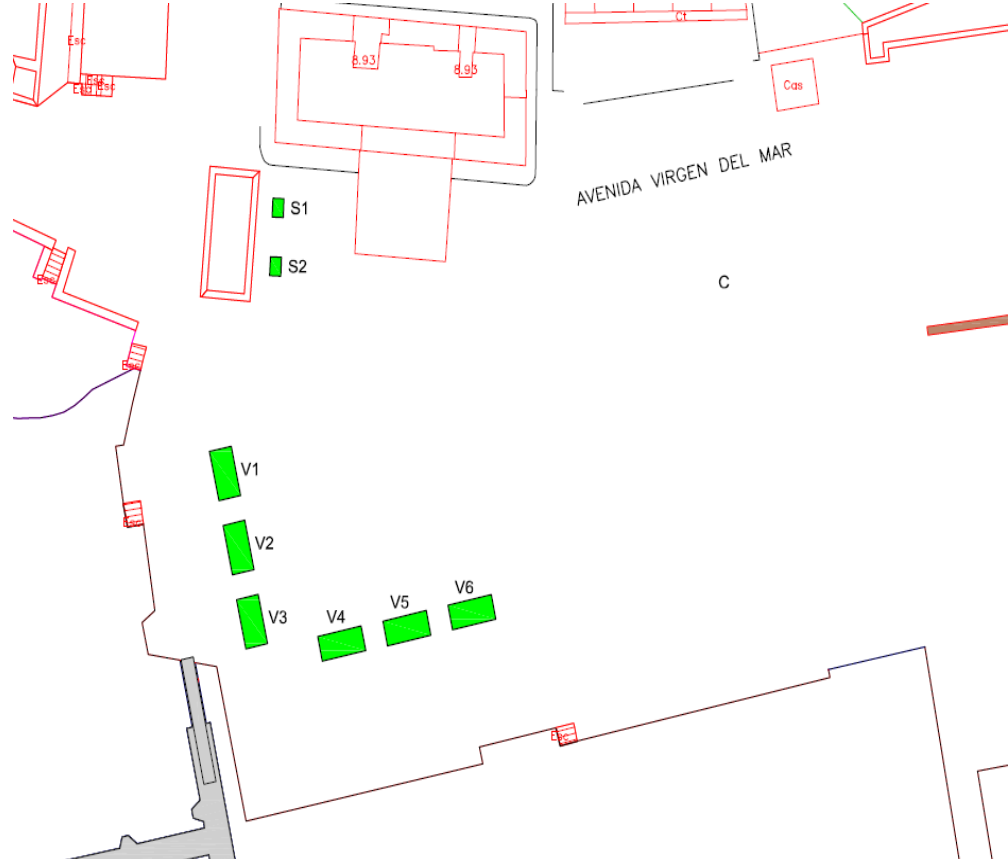 Ct
Esc
8.93
8.93
Esc
Esc
Esc
Cas
AVENIDA VIRGEN DEL MAR
S1
S2
Esc
C
Esc
V1
Esc
V2
V3
V4
V5
V6
Esc